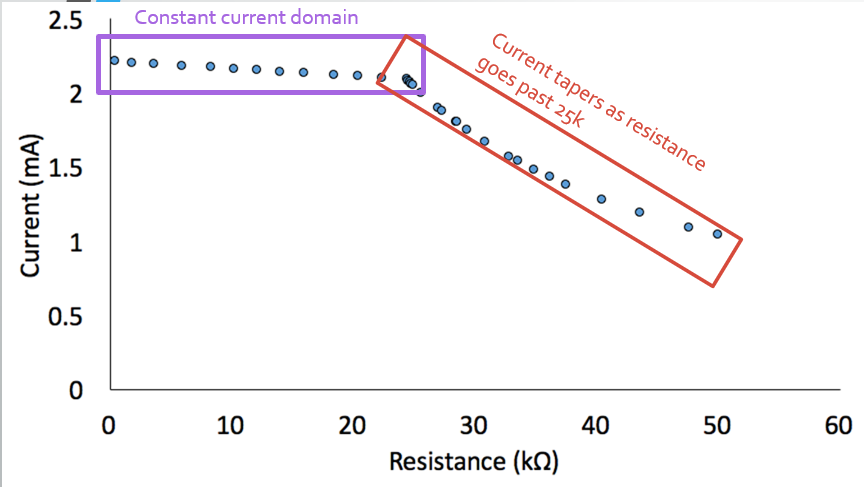 Constant current domain
Current tapers as resistance
goes past 25k
2.5
2
1.5
1
0.5
0
Current (mA)
0 10 20 30 40 50 60
Resistance (kΩ)